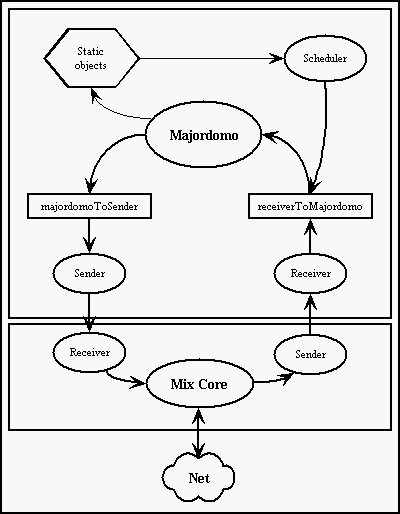 Static
objects
Scheduler
Majordomo
majordomoToSender
receiverToMajordomo
Sender
Receiver
Receiver
Sender
Mix Core
Net